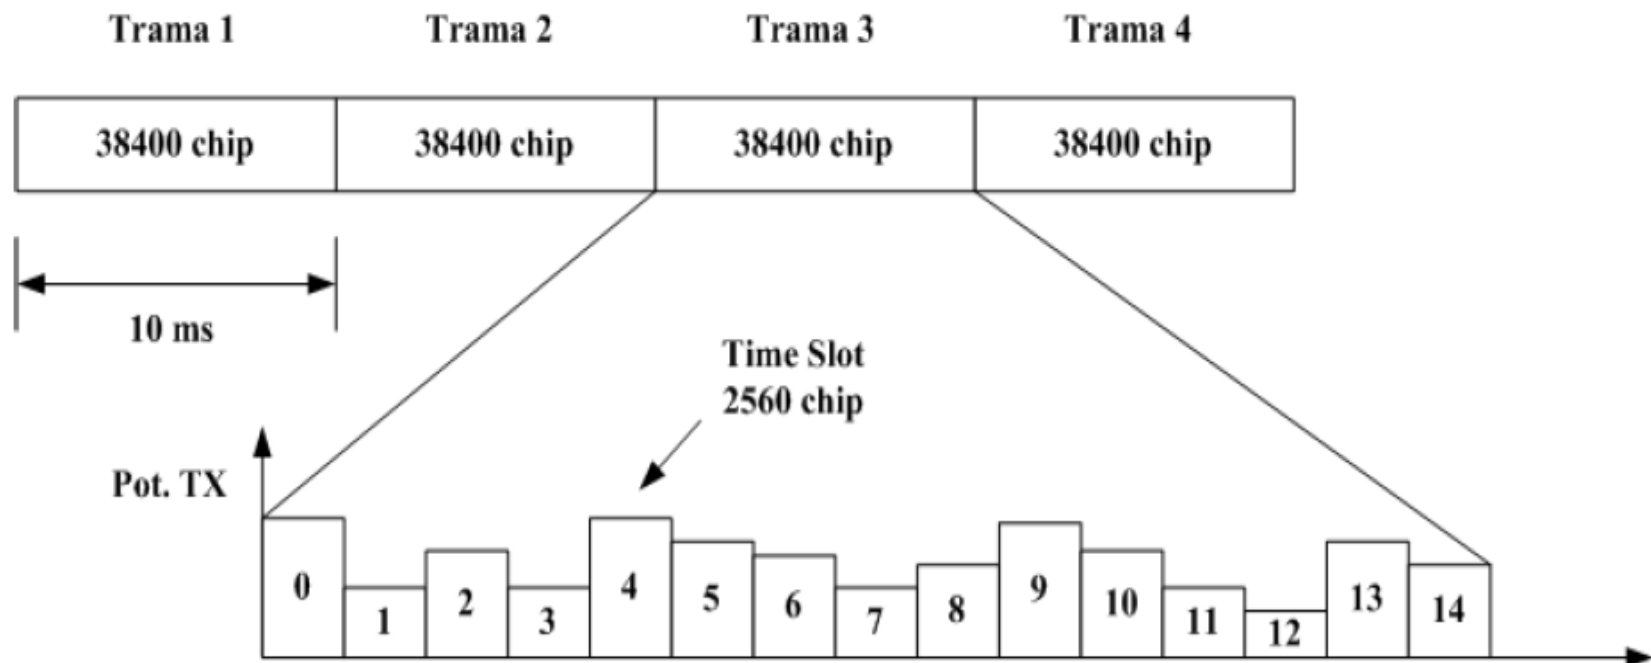 Trama 1 Trama 2 Trama 3 Trama 4
38400 chip 38400 chip 38400 chip 38400 chip
10 ms
Time Slot
2560 chip
Pot. TX
0 1 2 3 4 5 6 7 8 9 10 11 12 13 14